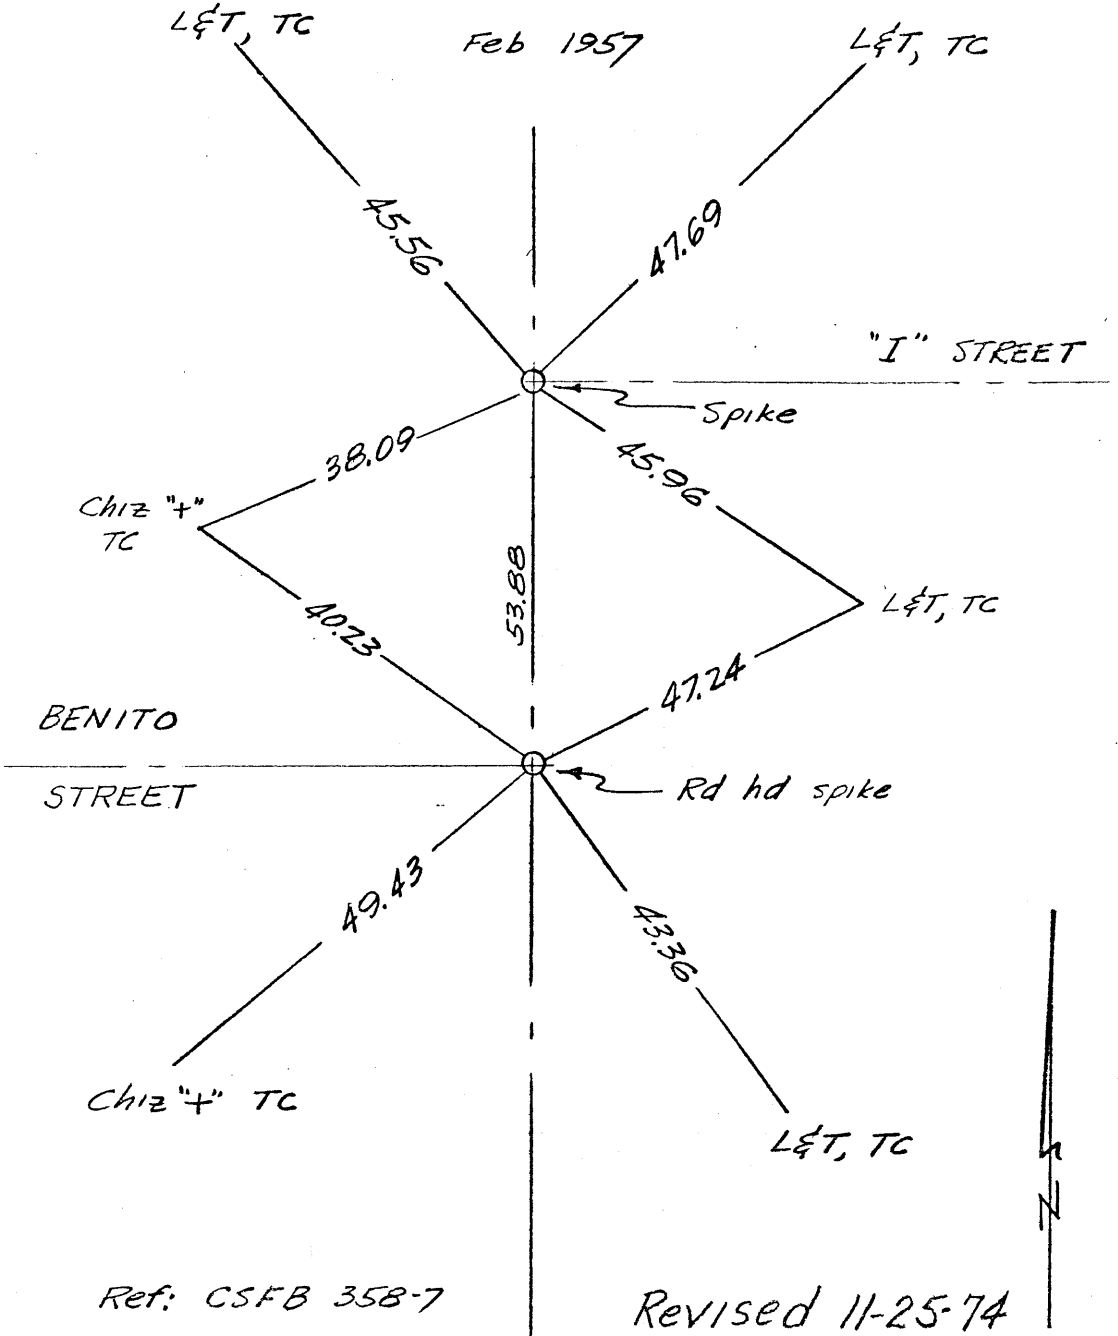 L&T, TC
Feb 1957
L&T, TC
45.56
47.69
"I" STREET
Spike
38.09
45.96
Chiz "+"
TC
53.88
L&T, TC
40.23
47.24
BENITO
STREET
Rd hd spike
49.43
43.36
Chiz "+" TC
L&T, TC
N
Ref: CSFB 358-7
Revised 11-25-74